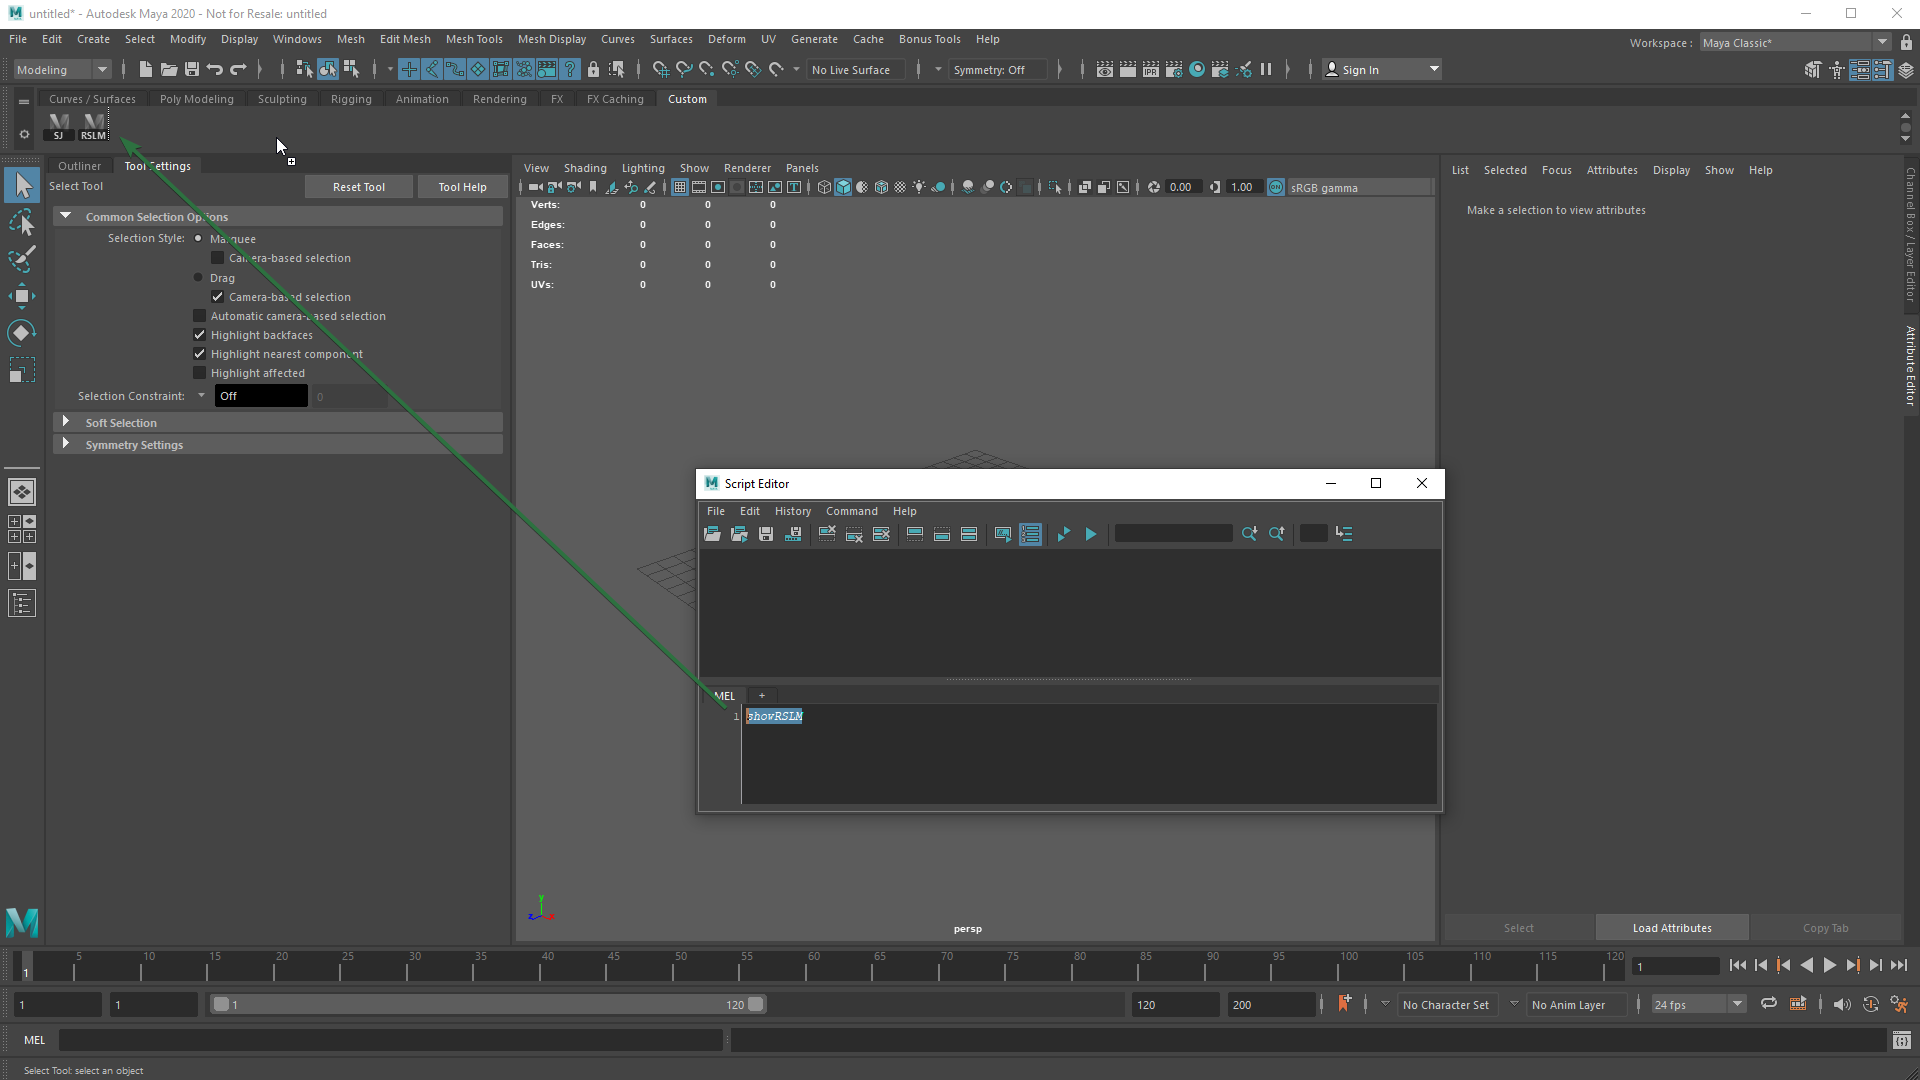 untitled* - Autodesk Maya 2020 - Not for Resale: untitled
File Edit Create Select Modify Display Windows Mesh Edit Mesh Mesh Tools Mesh Display Curves Surfaces Deform UV Generate Cache Bonus Tools Help
Workspace : Maya Classic*
Modeling No Live Surface Symmetry: Off IPR Sign In
Curves / Surfaces Poly Modeling Sculpting Rigging Animation Rendering FX FX Caching Custom
SJ RSLM
Outliner Tool Settings
Select Tool Reset Tool Tool Help
Common Selection Options
Selection Style: Marquee
Camera-based selection
Drag
Camera-based selection
Automatic camera-based selection
Highlight backfaces
Highlight nearest component
Highlight affected
Selection Constraint: Off 0
Soft Selection
Symmetry Settings
View Shading Lighting Show Renderer Panels
0.00 1.00 ON sRGB gamma
Verts: 0 0 0
Edges: 0 0 0
Faces: 0 0 0
Tris: 0 0 0
UVs: 0 0 0
y
z x
persp
List Selected Focus Attributes Display Show Help
Make a selection to view attributes
Channel Box / Layer Editor
Attribute Editor
Script Editor
File Edit History Command Help
MEL +
1 showRSLM
Select Load Attributes Copy Tab
1 5 10 15 20 25 30 35 40 45 50 55 60 65 70 75 80 85 90 95 100 105 110 115 120 1
1 1 1 120 120 200 No Character Set No Anim Layer 24 fps
MEL
Select Tool: select an object